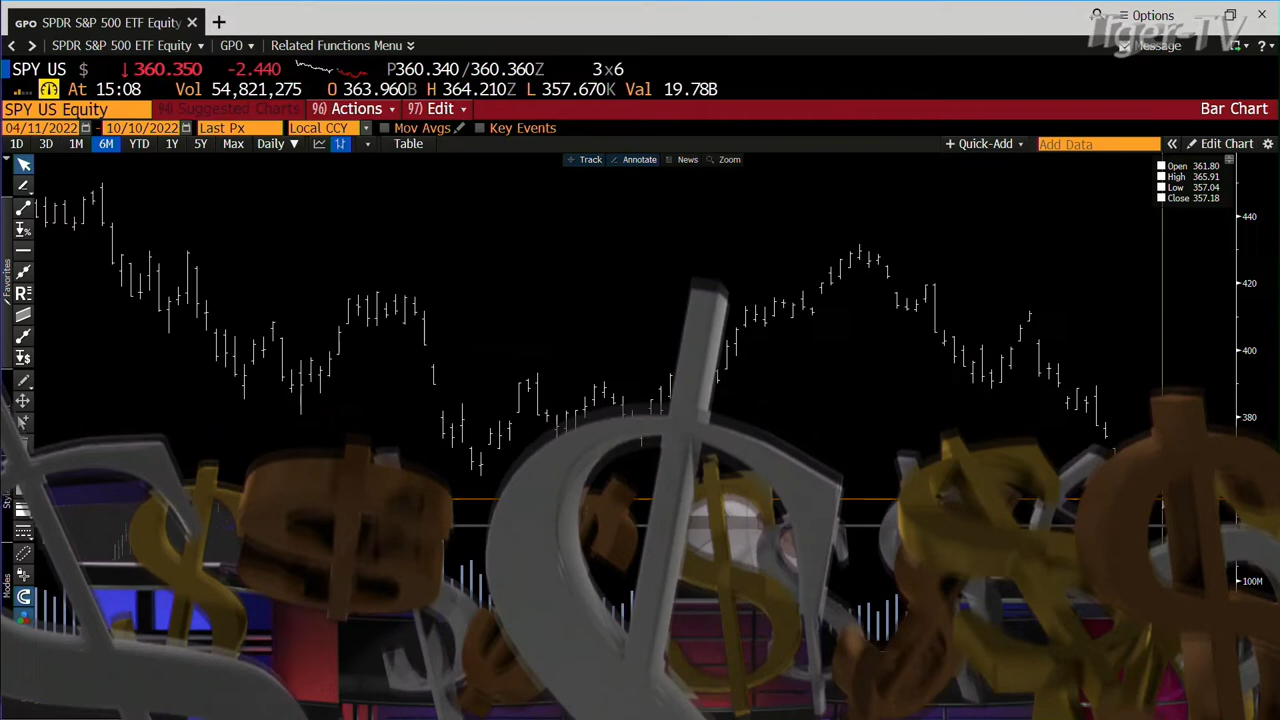 GPO SPDR S&P 500 ETF Equity
Options
SPDR S&P 500 ETF Equity GPO Related Functions Menu Message ?
Tiger-TV
SPY US $ ↓360.350 -2.440 P360.340/360.360Z 3x6
At 15:08 Vol 54,821,275 O 363.960B H 364.210Z L 357.670K Val 19.78B
SPY US Equity 94) Suggested Charts 96) Actions 97) Edit Bar Chart
04/11/2022 - 10/10/2022 Last Px Local CCY Mov Avgs Key Events
1D 3D 1M 6M YTD 1Y 5Y Max Daily ▼ Table + Quick-Add Add Data « Edit Chart
Track Annotate News Zoom
Open 361.80
High 365.91
Low 357.04
Close 357.18
440
420
400
380
100M
Favorites
Modes